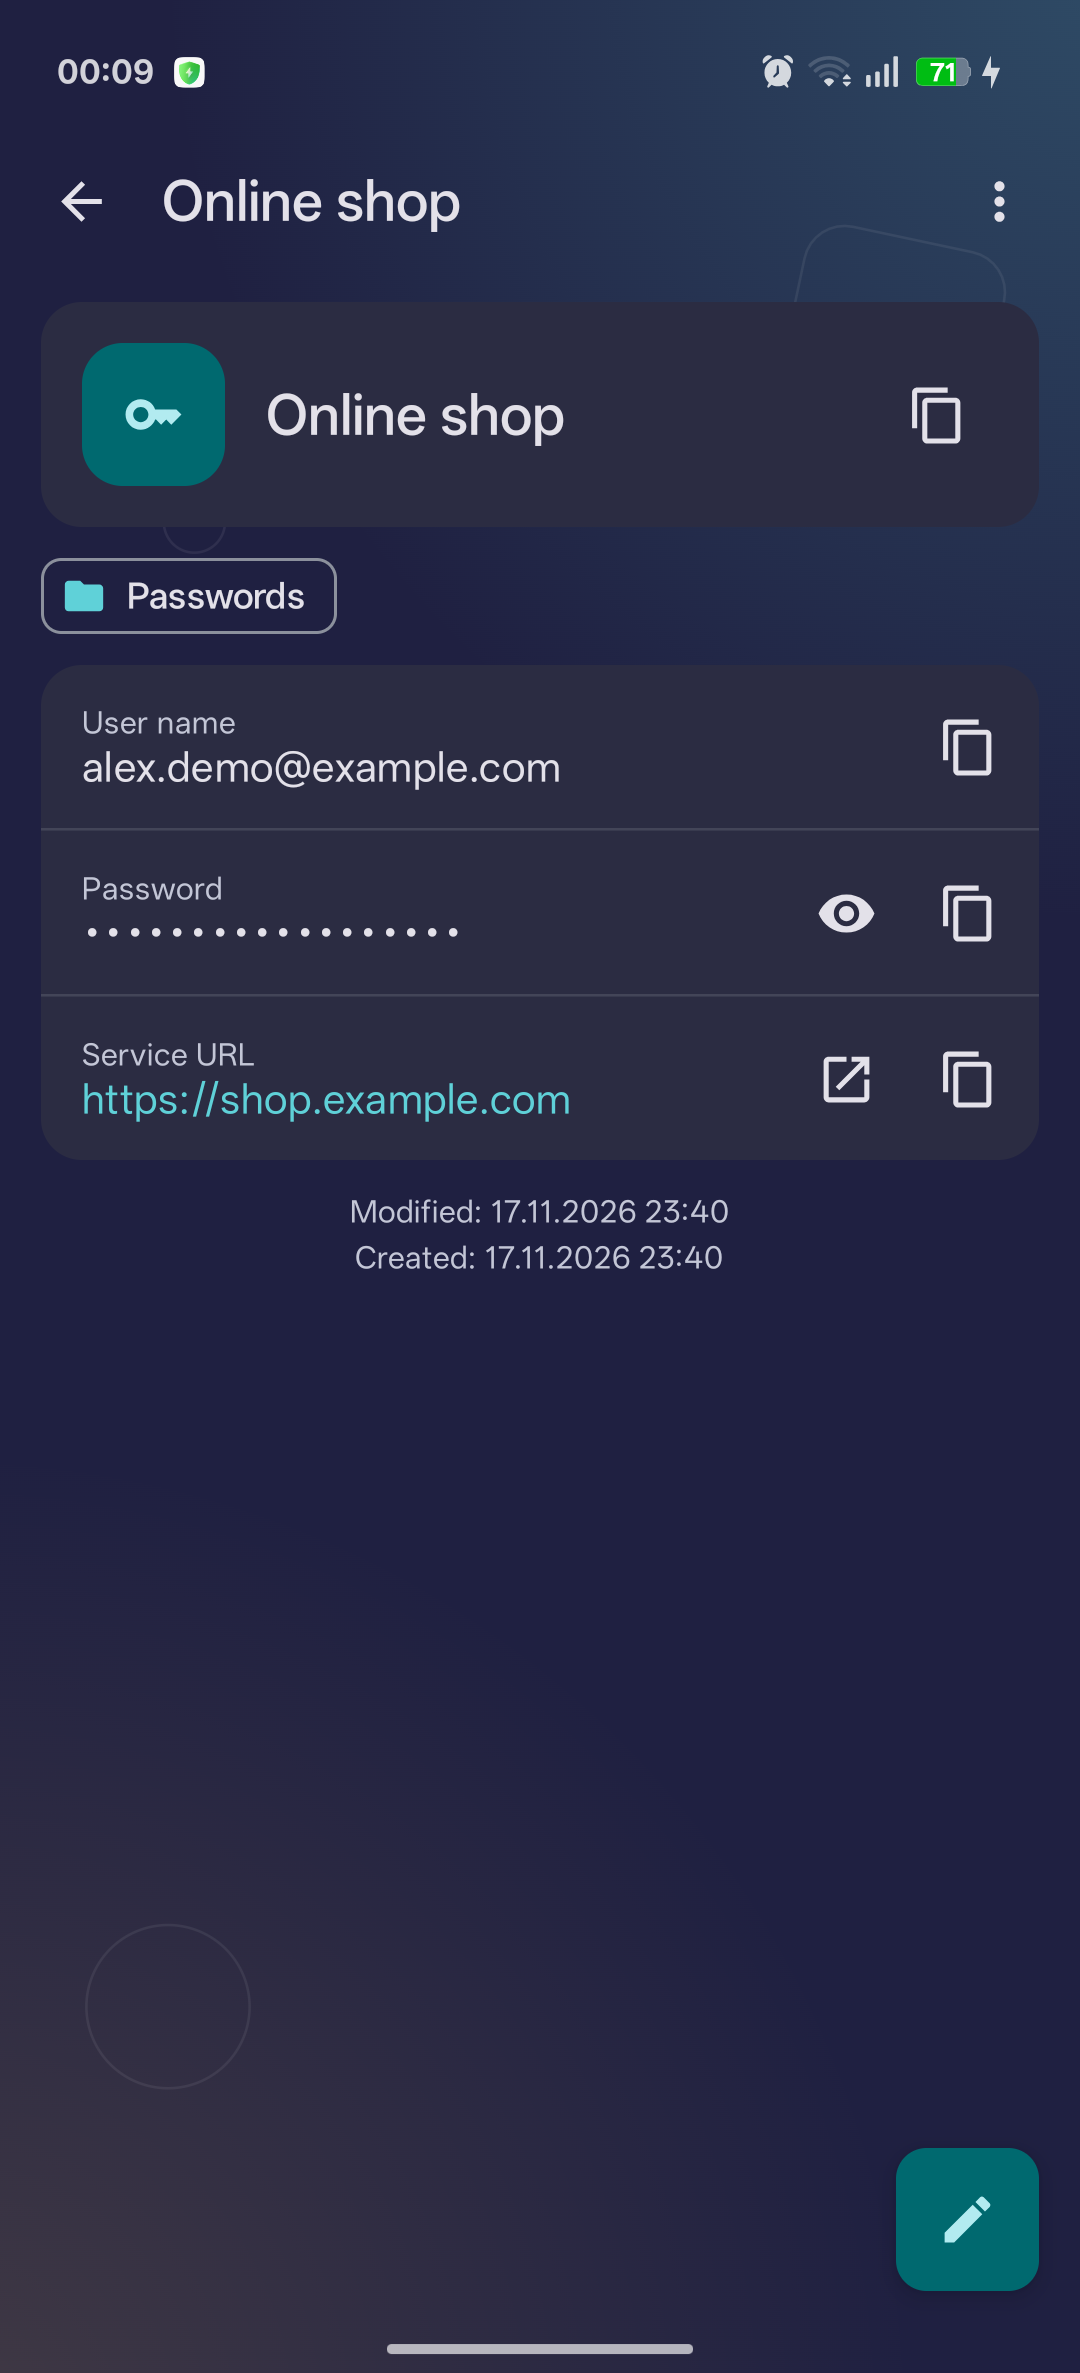 00:09
71
Online shop
Online shop
Passwords
User name
alex.demo@example.com
Password
••••••••••••••••••
Service URL
https://shop.example.com
Modified: 17.11.2026 23:40
Created: 17.11.2026 23:40